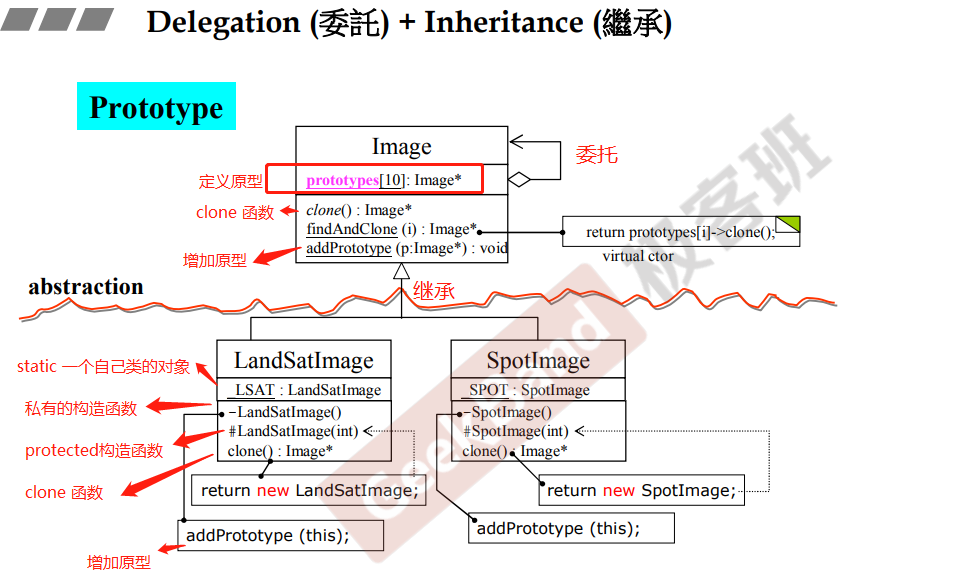 Delegation (委託) + Inheritance (繼承)
Prototype
Image
委托
定义原型
prototypes[10]: Image*
clone 函数
clone() : Image*
findAndClone (i) : Image*
return prototypes[i]->clone();
增加原型
addPrototype (p:Image*) : void
virtual ctor
abstraction
继承
LandSatImage
SpotImage
static 一个自己类的对象
_LSAT : LandSatImage
_SPOT : SpotImage
私有的构造函数
-LandSatImage()
-SpotImage()
protected构造函数
#LandSatImage(int)
#SpotImage(int)
clone() : Image*
clone() : Image*
clone 函数
return new LandSatImage;
return new SpotImage;
addPrototype (this);
addPrototype (this);
增加原型
GeekBand 极客班